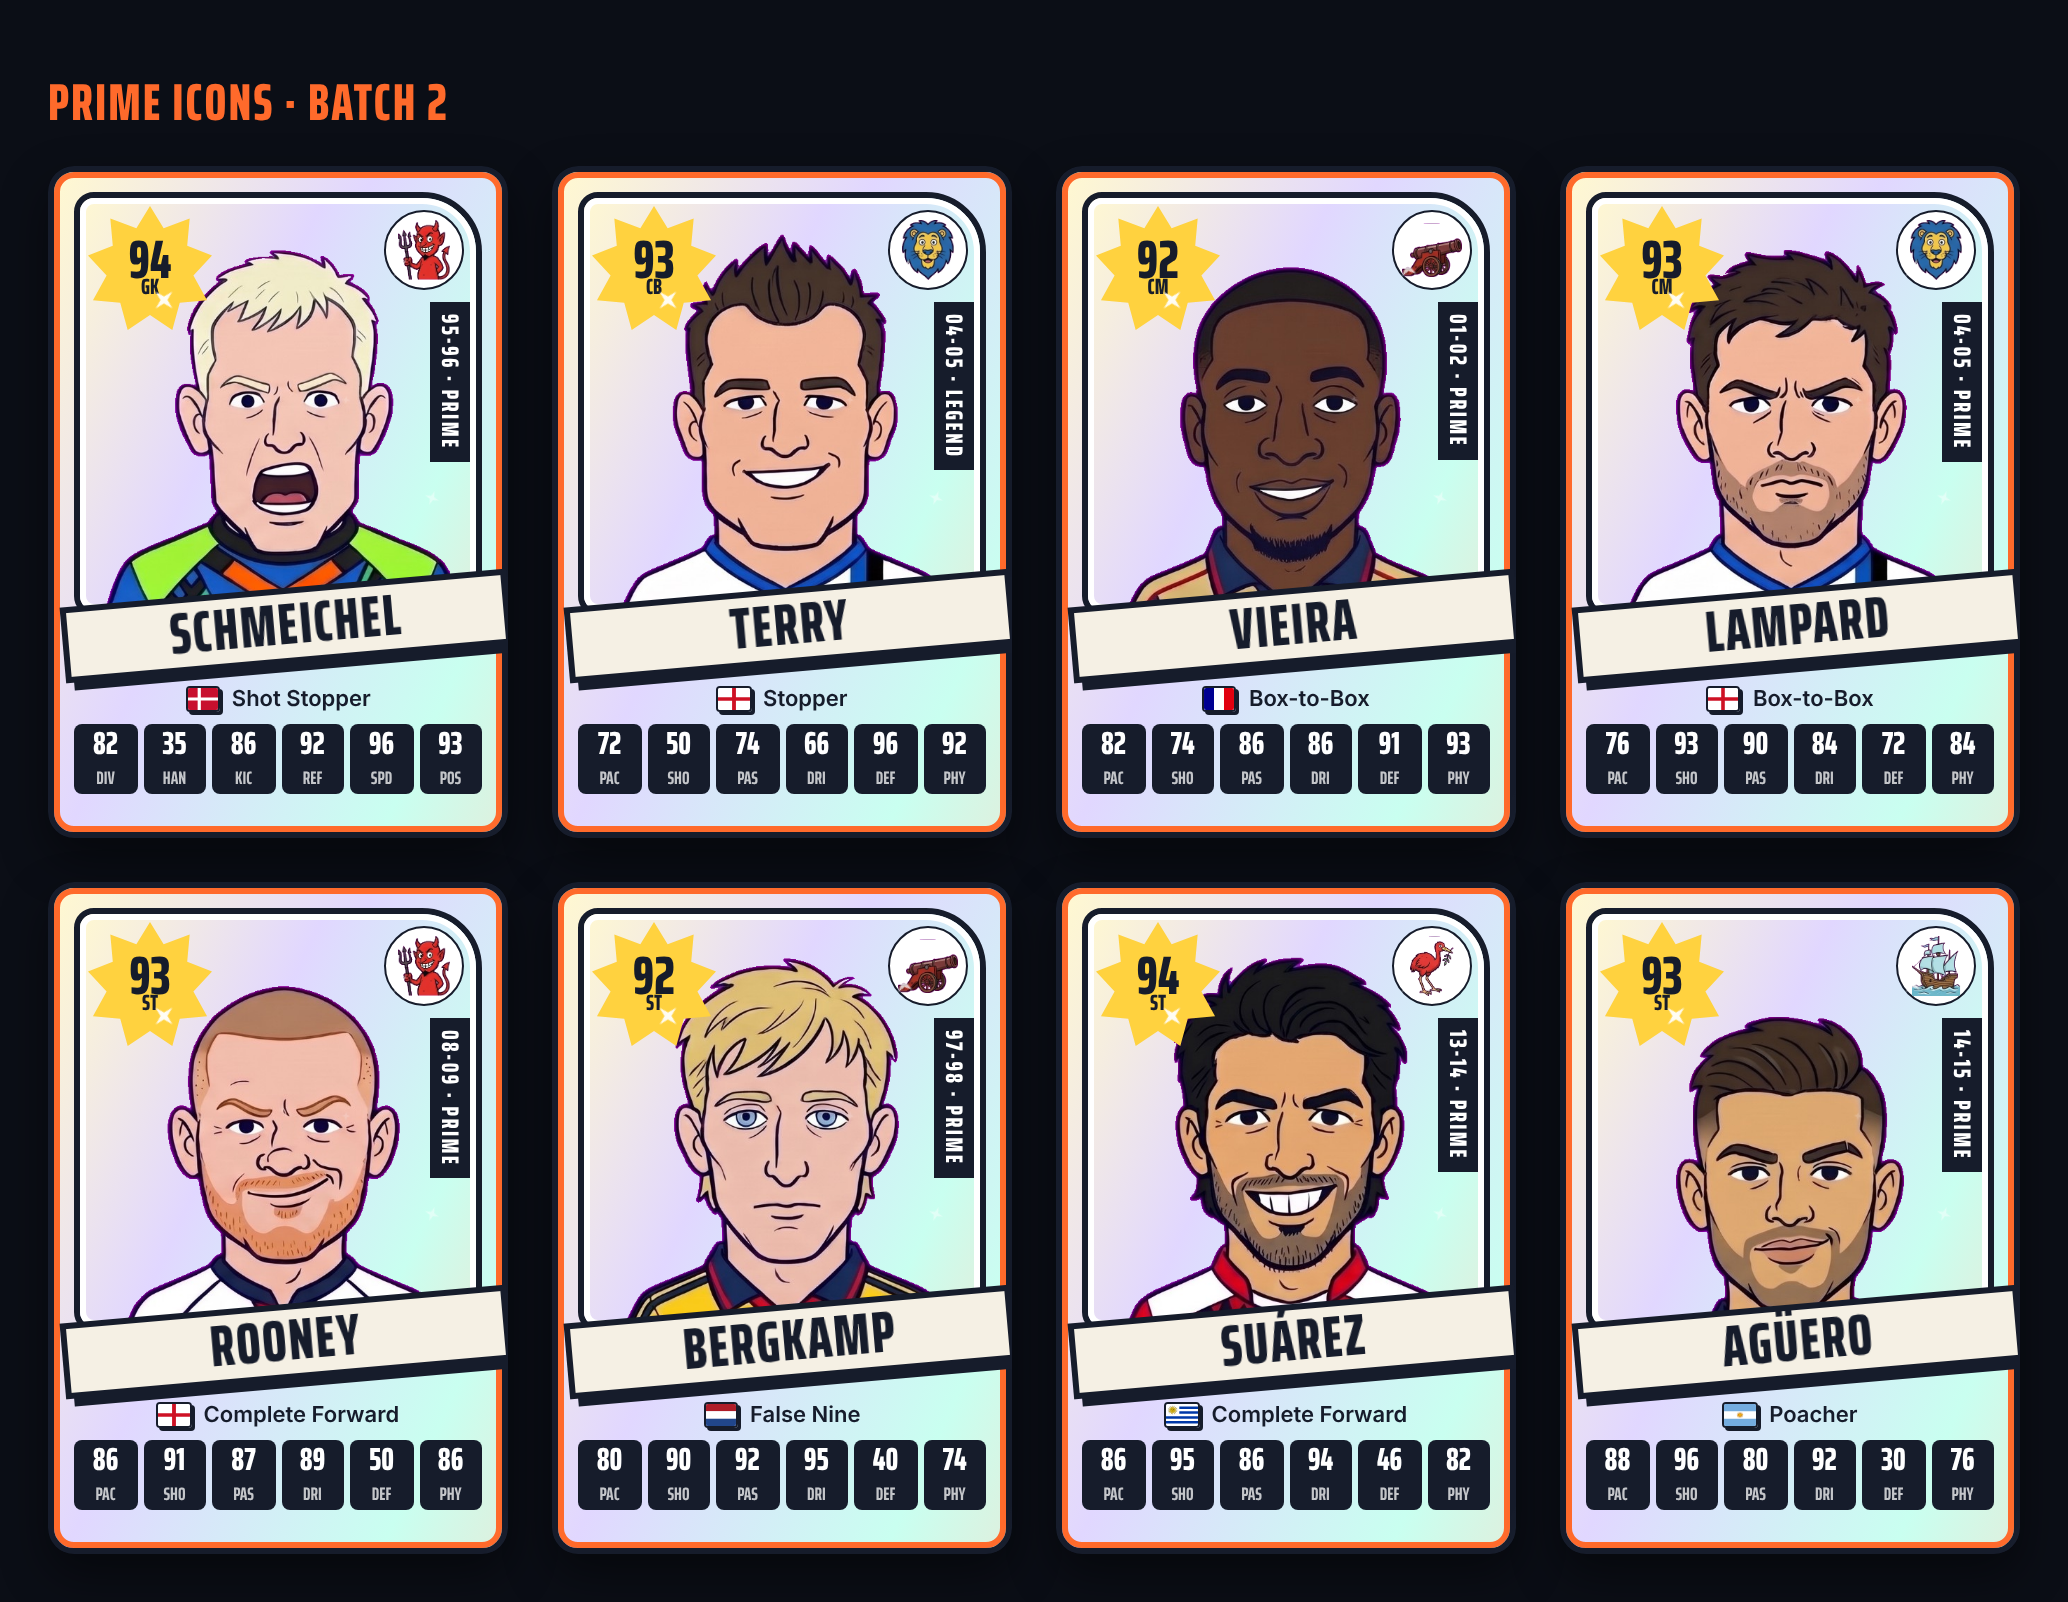 PRIME ICONS · BATCH 2
94
GK
95-96 · PRIME
SCHMEICHEL
Shot Stopper
82 35 86 92 96 93
DIV HAN KIC REF SPD POS
93
CB
04-05 · LEGEND
TERRY
Stopper
72 50 74 66 96 92
PAC SHO PAS DRI DEF PHY
92
CM
01-02 · PRIME
VIEIRA
Box-to-Box
82 74 86 86 91 93
PAC SHO PAS DRI DEF PHY
93
CM
04-05 · PRIME
LAMPARD
Box-to-Box
76 93 90 84 72 84
PAC SHO PAS DRI DEF PHY
93
ST
08-09 · PRIME
ROONEY
Complete Forward
86 91 87 89 50 86
PAC SHO PAS DRI DEF PHY
92
ST
97-98 · PRIME
BERGKAMP
False Nine
80 90 92 95 40 74
PAC SHO PAS DRI DEF PHY
94
ST
13-14 · PRIME
SUÁREZ
Complete Forward
86 95 86 94 46 82
PAC SHO PAS DRI DEF PHY
93
ST
14-15 · PRIME
AGÜERO
Poacher
88 96 80 92 30 76
PAC SHO PAS DRI DEF PHY